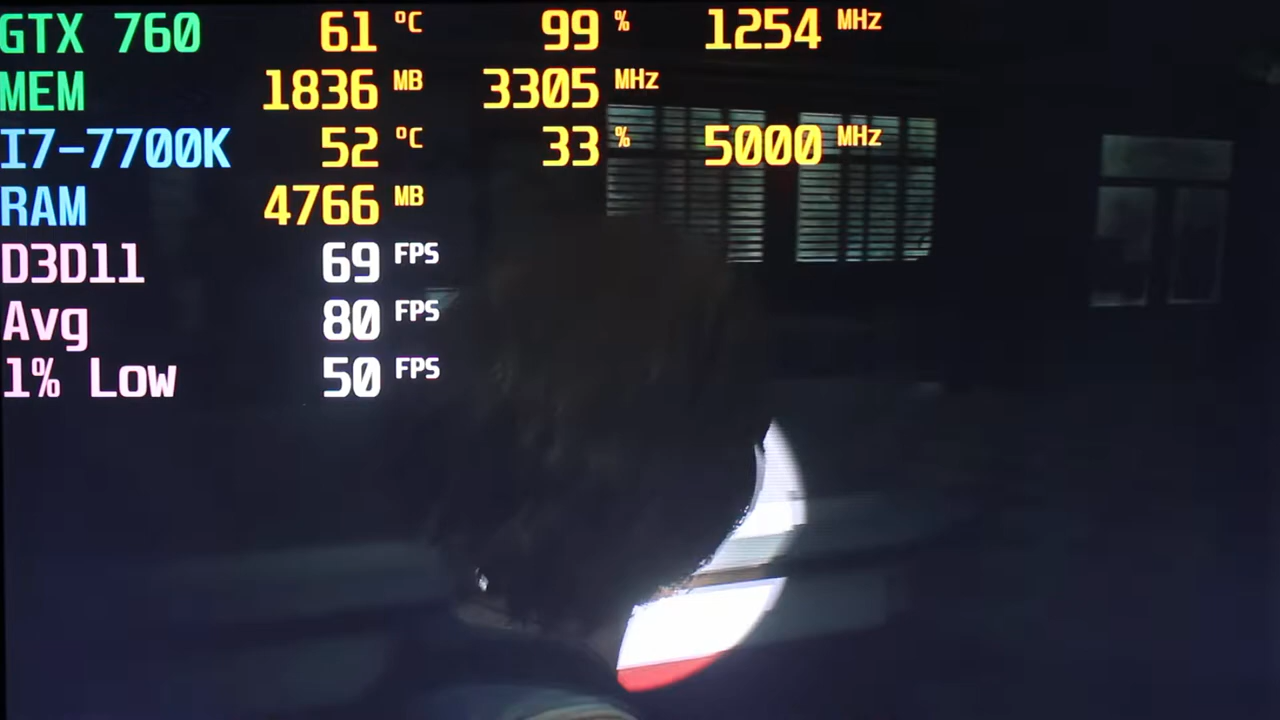 GTX 760 61 °C 99 % 1254 MHz
MEM 1836 MB 3305 MHz
I7-7700K 52 °C 33 % 5000 MHz
RAM 4766 MB
D3D11 69 FPS
Avg 80 FPS
1% Low 50 FPS